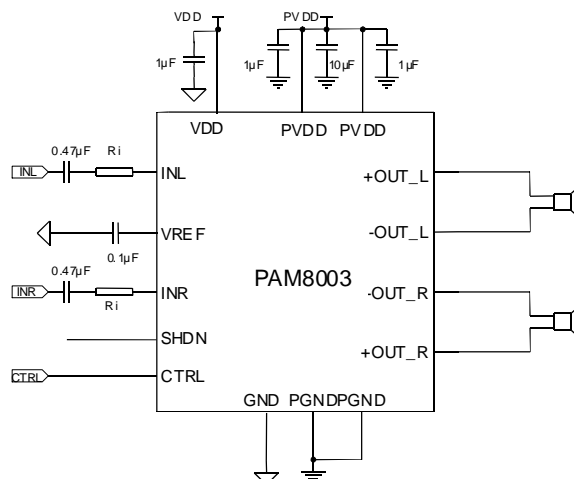 VDD
PVDD
1μF
1μF
10μF
1μF
VDD
PVDD
PVDD
0.47μF
Ri
INL
INL
+OUT_L
VREF
-OUT_L
0.1μF
0.47μF
PAM8003
INR
INR
-OUT_R
Ri
SHDN
+OUT_R
CTRL
CTRL
GND
PGND
PGND